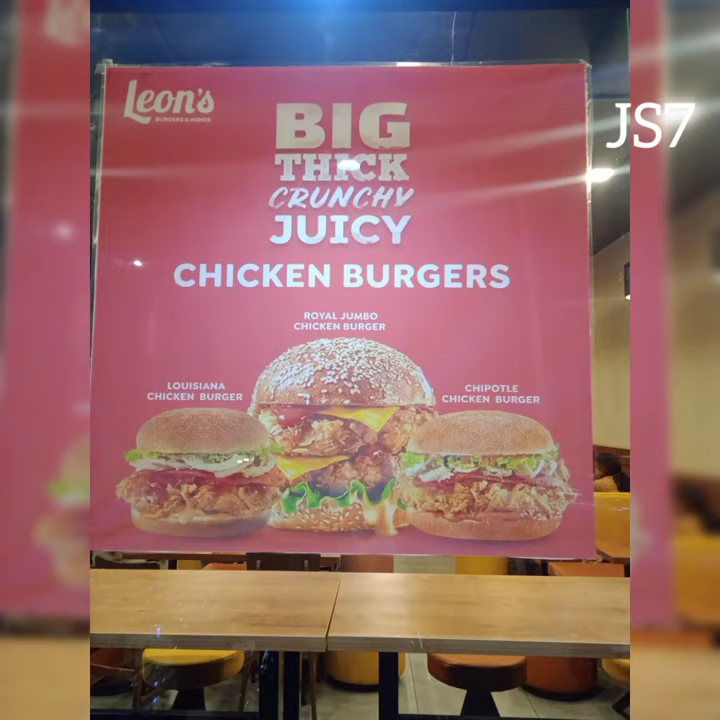 Leon's
BURGERS & WINGS
BIG
THICK
CRUNCHY
JUICY
CHICKEN BURGERS
ROYAL JUMBO
CHICKEN BURGER
LOUISIANA
CHICKEN BURGER
CHIPOTLE
CHICKEN BURGER
JS7